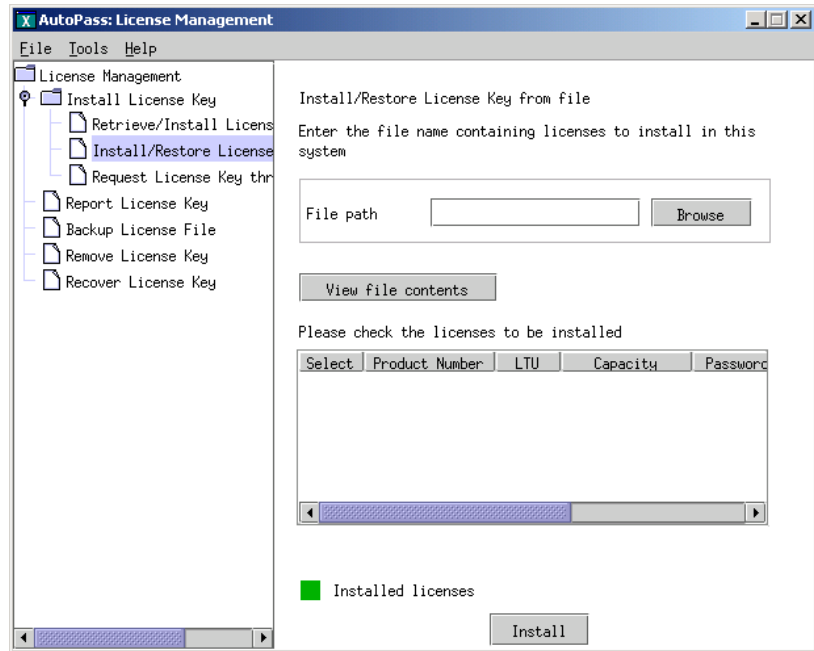 AutoPass: License Management
File Tools Help
License Management
Install License Key
Retrieve/Install Licens
Install/Restore License
Request License Key thr
Report License Key
Backup License File
Remove License Key
Recover License Key
Install/Restore License Key from file
Enter the file name containing licenses to install in this
system
File path Browse
View file contents
Please check the licenses to be installed
Select Product Number LTU Capacity Password
Installed licenses
Install